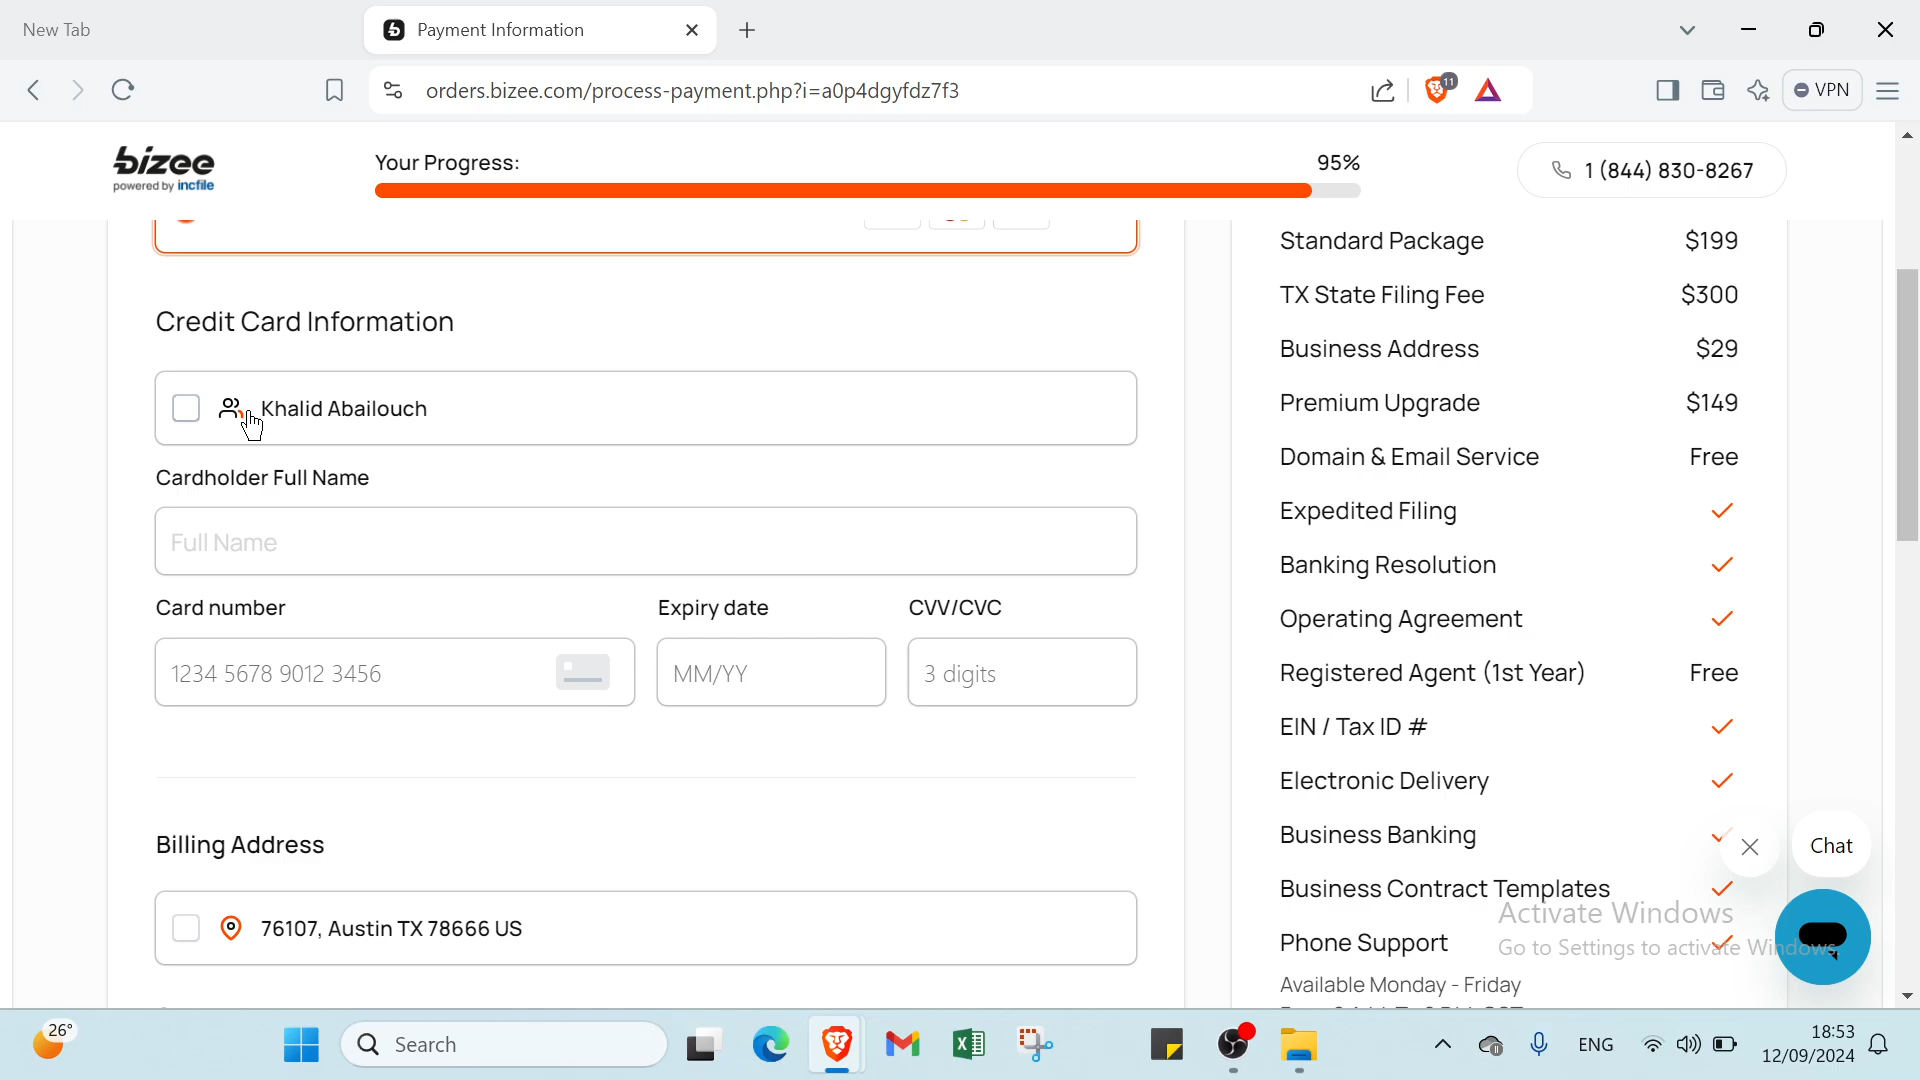 New Tab
Payment Information
orders.bizee.com/process-payment.php?i=a0p4dgyfdz7f3
11
VPN
bizee
powered by incfile
Your Progress:
95%
1 (844) 830-8267
Credit Card Information
Khalid Abailouch
Cardholder Full Name
Full Name
Card number
Expiry date
CVV/CVC
1234 5678 9012 3456
MM/YY
3 digits
Billing Address
76107, Austin TX 78666 US
Standard Package $199
TX State Filing Fee $300
Business Address $29
Premium Upgrade $149
Domain & Email Service Free
Expedited Filing
Banking Resolution
Operating Agreement
Registered Agent (1st Year) Free
EIN / Tax ID #
Electronic Delivery
Business Banking
Business Contract Templates
Phone Support
Available Monday - Friday
Chat
Activate Windows
Go to Settings to activate Windows.
26°
Search
ENG
18:53
12/09/2024